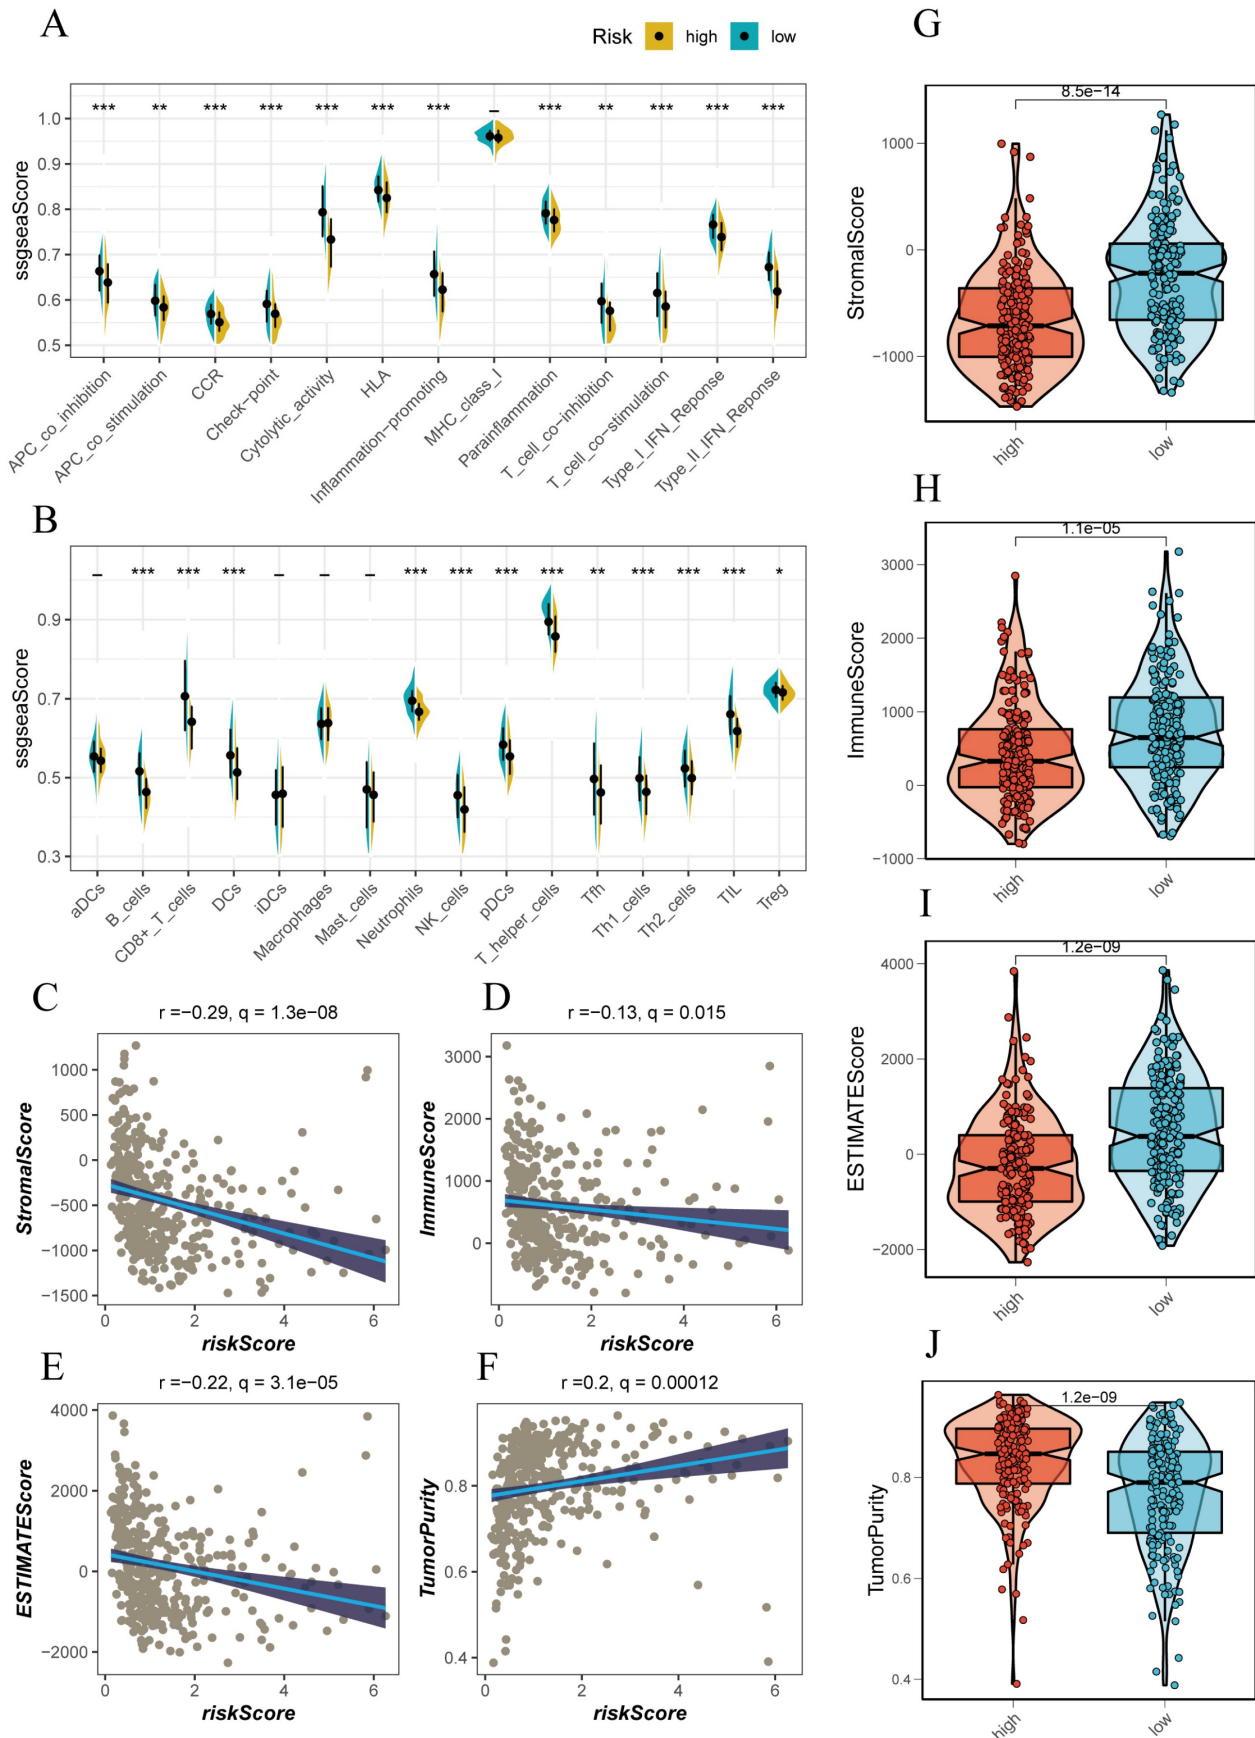 A
Risk high low
*** ** *** *** *** *** *** – *** ** *** *** ***
ssgseaScore
1.0
0.9
0.8
0.7
0.6
0.5
APC_co_inhibition
APC_co_stimulation
CCR
Check-point
Cytolytic_activity
HLA
Inflammation-promoting
MHC_class_I
Parainflammation
T_cell_co-inhibition
T_cell_co-stimulation
Type_I_IFN_Reponse
Type_II_IFN_Reponse
B
– *** *** *** – – – *** *** *** *** ** *** *** *** *
ssgseaScore
0.9
0.7
0.5
0.3
aDCs
B_cells
CD8+_T_cells
DCs
iDCs
Macrophages
Mast_cells
Neutrophils
NK_cells
pDCs
T_helper_cells
Tfh
Th1_cells
Th2_cells
TIL
Treg
C
r =−0.29, q = 1.3e−08
StromalScore
1000
500
0
−500
−1000
−1500
0 2 4 6
riskScore
D
r =−0.13, q = 0.015
ImmuneScore
3000
2000
1000
0
0 2 4 6
riskScore
E
r =−0.22, q = 3.1e−05
ESTIMATEScore
4000
2000
0
−2000
0 2 4 6
riskScore
F
r =0.2, q = 0.00012
TumorPurity
0.8
0.6
0.4
0 2 4 6
riskScore
G
8.5e−14
StromalScore
1000
0
−1000
high
low
H
1.1e−05
ImmuneScore
3000
2000
1000
0
−1000
high
low
I
1.2e−09
ESTIMATEScore
4000
2000
0
−2000
high
low
J
1.2e−09
TumorPurity
0.8
0.6
0.4
high
low